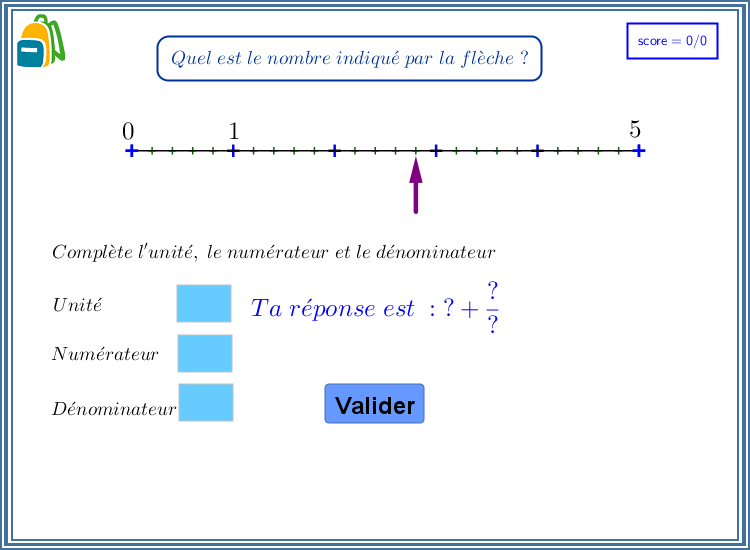 Quel est le nombre indiqué par la flèche ?
score = 0/0
0 1 5
Complète l'unité, le numérateur et le dénominateur
Unité
Ta réponse est : ? + ?/?
Numérateur
Dénominateur
Valider